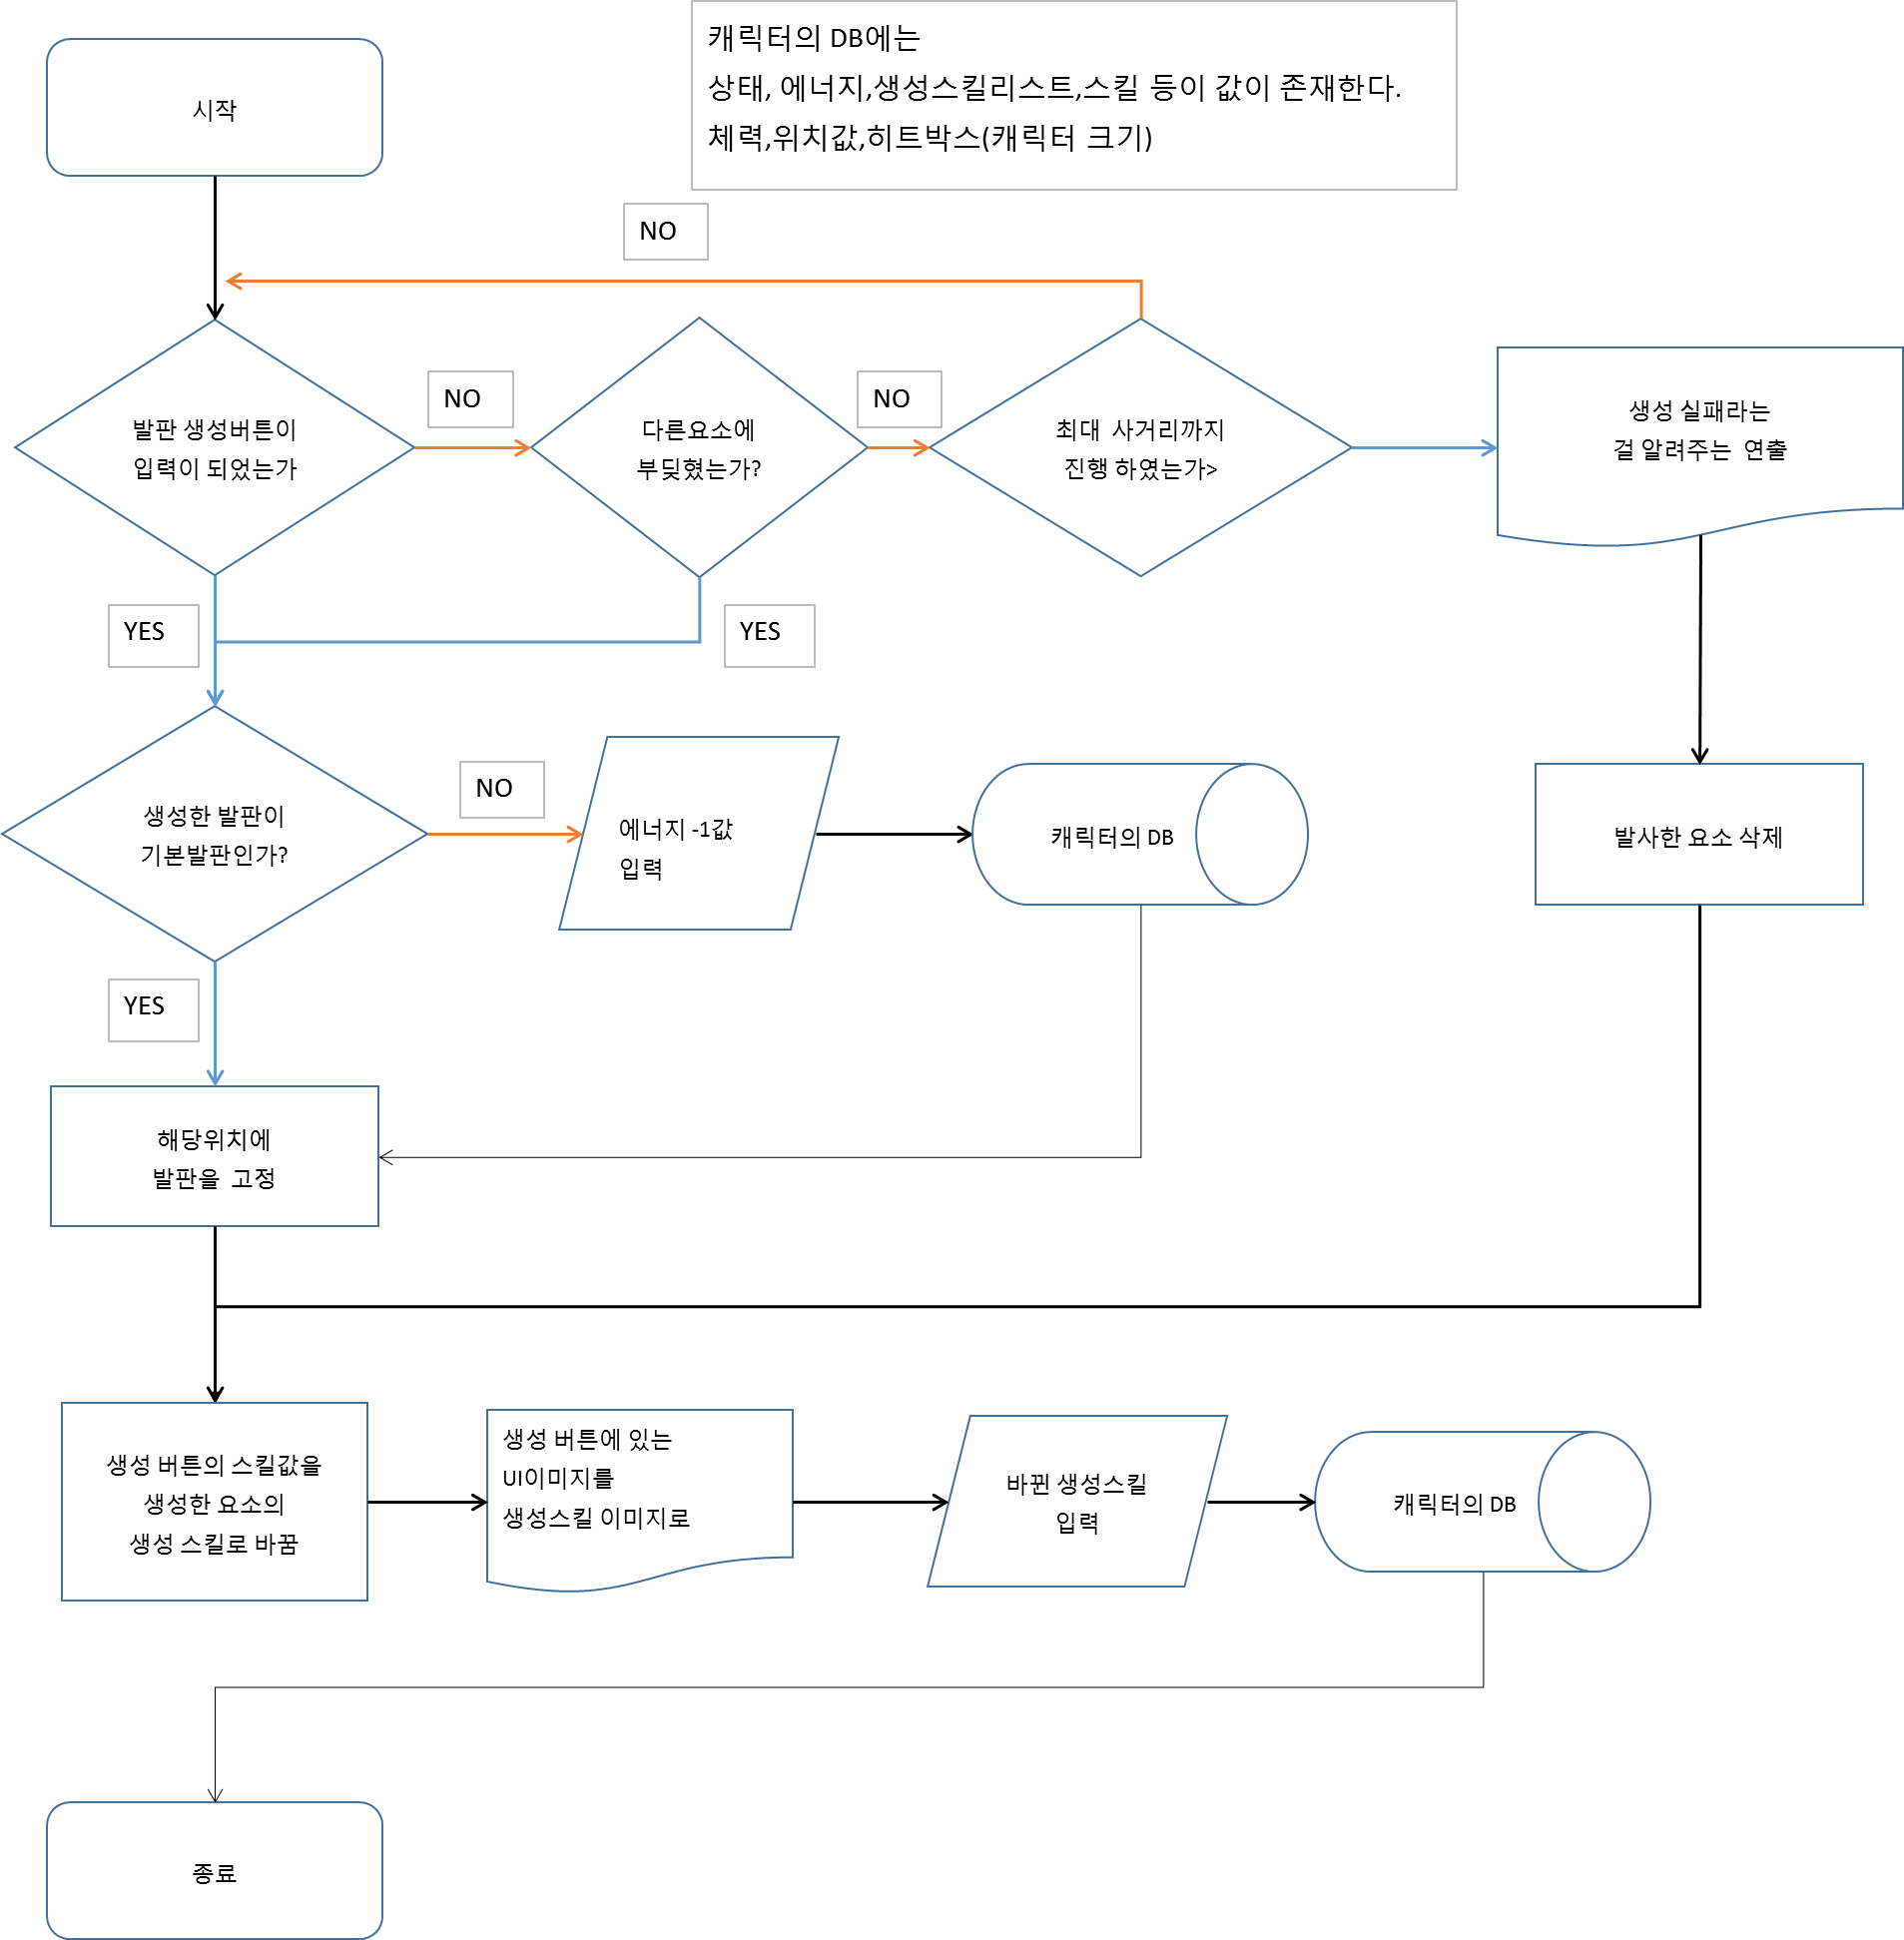 캐릭터의 DB에는
상태, 에너지,생성스킬리스트,스킬 등이 값이 존재한다.
체력,위치값,히트박스(캐릭터 크기)
시작
NO
발판 생성버튼이
입력이 되었는가
NO
다른요소에
부딪혔는가?
NO
최대 사거리까지
진행 하였는가>
생성 실패라는
걸 알려주는 연출
YES
YES
생성한 발판이
기본발판인가?
NO
에너지 -1값
입력
캐릭터의 DB
발사한 요소 삭제
YES
해당위치에
발판을 고정
생성 버튼의 스킬값을
생성한 요소의
생성 스킬로 바꿈
생성 버튼에 있는
UI이미지를
생성스킬 이미지로
바뀐 생성스킬
입력
캐릭터의 DB
종료